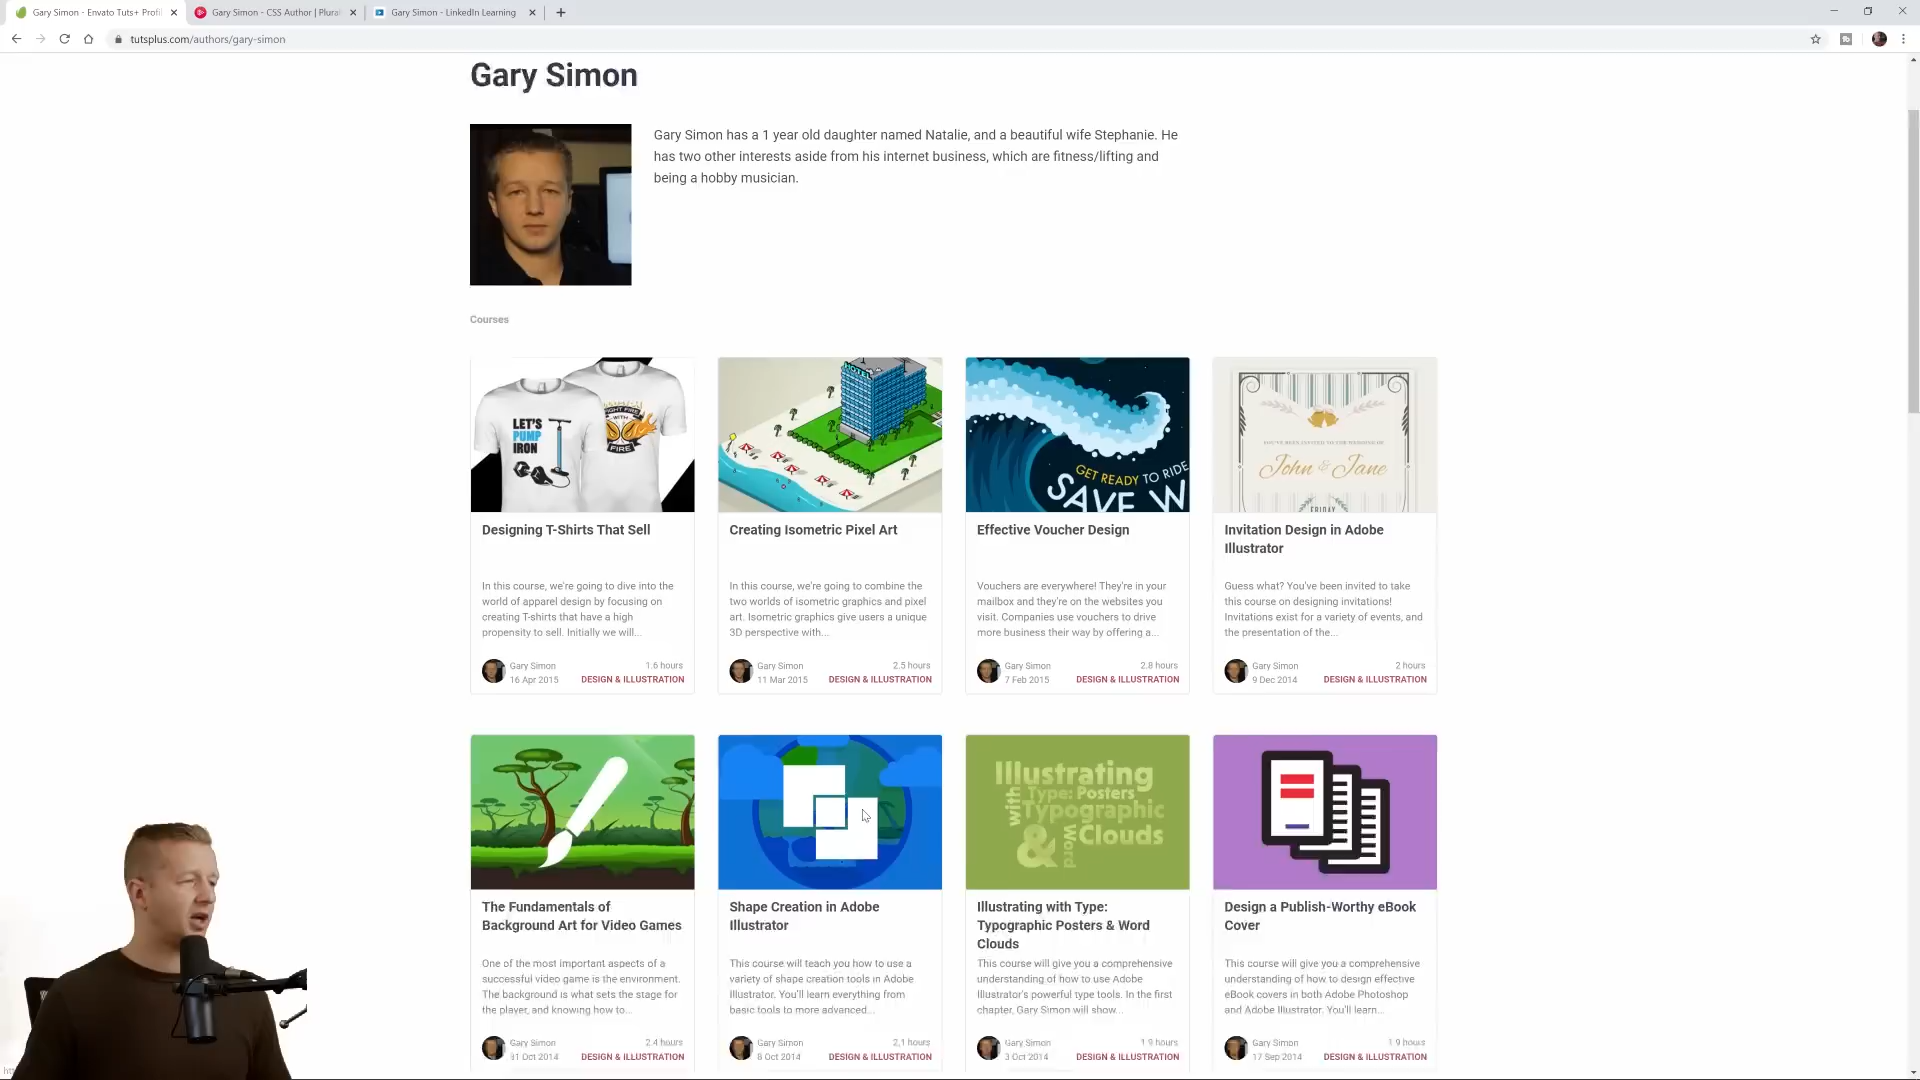 Gary Simon - Envato Tuts+ Profi
Gary Simon - CSS Author | Plural
Gary Simon - LinkedIn Learning
tutsplus.com/authors/gary-simon
Gary Simon
Gary Simon has a 1 year old daughter named Natalie, and a beautiful wife Stephanie. He
has two other interests aside from his internet business, which are fitness/lifting and
being a hobby musician.
Courses
LET'S
PUMP
IRON
FIGHT FIRE
WITH
FIRE
HOTEL
GET READY TO RIDE
SAVE W
YOU'VE BEEN INVITED TO THE WEDDING OF
John & Jane
FRIDAY
Designing T-Shirts That Sell
Creating Isometric Pixel Art
Effective Voucher Design
Invitation Design in Adobe
Illustrator
In this course, we're going to dive into the
world of apparel design by focusing on
creating T-shirts that have a high
propensity to sell. Initially we will...
In this course, we're going to combine the
two worlds of isometric graphics and pixel
art. Isometric graphics give users a unique
3D perspective with...
Vouchers are everywhere! They're in your
mailbox and they're on the websites you
visit. Companies use vouchers to drive
more business their way by offering a...
Guess what? You've been invited to take
this course on designing invitations!
Invitations exist for a variety of events, and
the presentation of the...
Gary Simon 1.6 hours
16 Apr 2015 DESIGN & ILLUSTRATION
Gary Simon 2.5 hours
11 Mar 2015 DESIGN & ILLUSTRATION
Gary Simon 2.8 hours
7 Feb 2015 DESIGN & ILLUSTRATION
Gary Simon 2 hours
9 Dec 2014 DESIGN & ILLUSTRATION
Illustrating
with Type: Posters
Typographic
& Word Clouds
The Fundamentals of
Background Art for Video Games
Shape Creation in Adobe
Illustrator
Illustrating with Type:
Typographic Posters & Word
Clouds
Design a Publish-Worthy eBook
Cover
One of the most important aspects of a
successful video game is the environment.
The background is what sets the stage for
the player, and knowing how to...
This course will teach you how to use a
variety of shape creation tools in Adobe
Illustrator. You'll learn everything from
basic tools to more advanced...
This course will give you a comprehensive
understanding of how to use Adobe
Illustrator's powerful type tools. In the first
chapter, Gary Simon will show...
This course will give you a comprehensive
understanding of how to design effective
eBook covers in both Adobe Photoshop
and Adobe Illustrator. You'll learn...
Gary Simon 2.4 hours
31 Oct 2014 DESIGN & ILLUSTRATION
Gary Simon 2.1 hours
8 Oct 2014 DESIGN & ILLUSTRATION
Gary Simon 1.9 hours
3 Oct 2014 DESIGN & ILLUSTRATION
Gary Simon 1.9 hours
17 Sep 2014 DESIGN & ILLUSTRATION